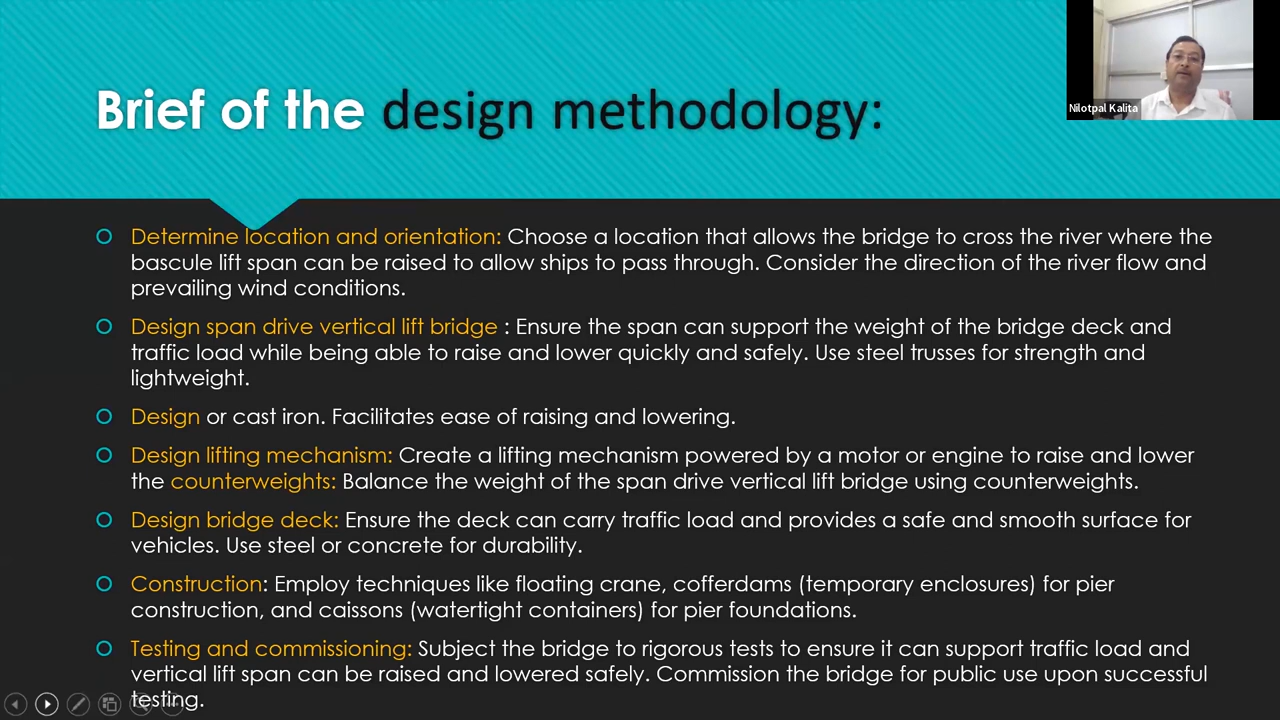 Brief of the design methodology:
Nilotpal Kalita
Determine location and orientation: Choose a location that allows the bridge to cross the river where the
bascule lift span can be raised to allow ships to pass through. Consider the direction of the river flow and
prevailing wind conditions.
Design span drive vertical lift bridge : Ensure the span can support the weight of the bridge deck and
traffic load while being able to raise and lower quickly and safely. Use steel trusses for strength and
lightweight.
Design or cast iron. Facilitates ease of raising and lowering.
Design lifting mechanism: Create a lifting mechanism powered by a motor or engine to raise and lower
the counterweights: Balance the weight of the span drive vertical lift bridge using counterweights.
Design bridge deck: Ensure the deck can carry traffic load and provides a safe and smooth surface for
vehicles. Use steel or concrete for durability.
Construction: Employ techniques like floating crane, cofferdams (temporary enclosures) for pier
construction, and caissons (watertight containers) for pier foundations.
Testing and commissioning: Subject the bridge to rigorous tests to ensure it can support traffic load and
vertical lift span can be raised and lowered safely. Commission the bridge for public use upon successful
testing.